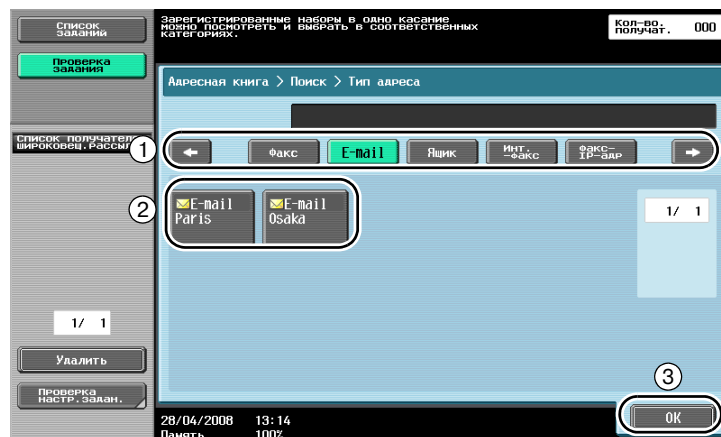 Список
заданий
Проверка
задания
Список получател
широковещ.рассыл
1/ 1
Удалить
Проверка
настр.задан.
Зарегистрированные наборы в одно касание
можно посмотреть и выбрать в соответственных
категориях.
Кол-во.
получат. 000
Адресная книга > Поиск > Тип адреса
1
Факс
E-mail
Ящик
Инт.
-факс
Факс-
IP-адр
2
E-mail
Paris
E-mail
Osaka
1/ 1
3
OK
28/04/2008 13:14
Память 100%